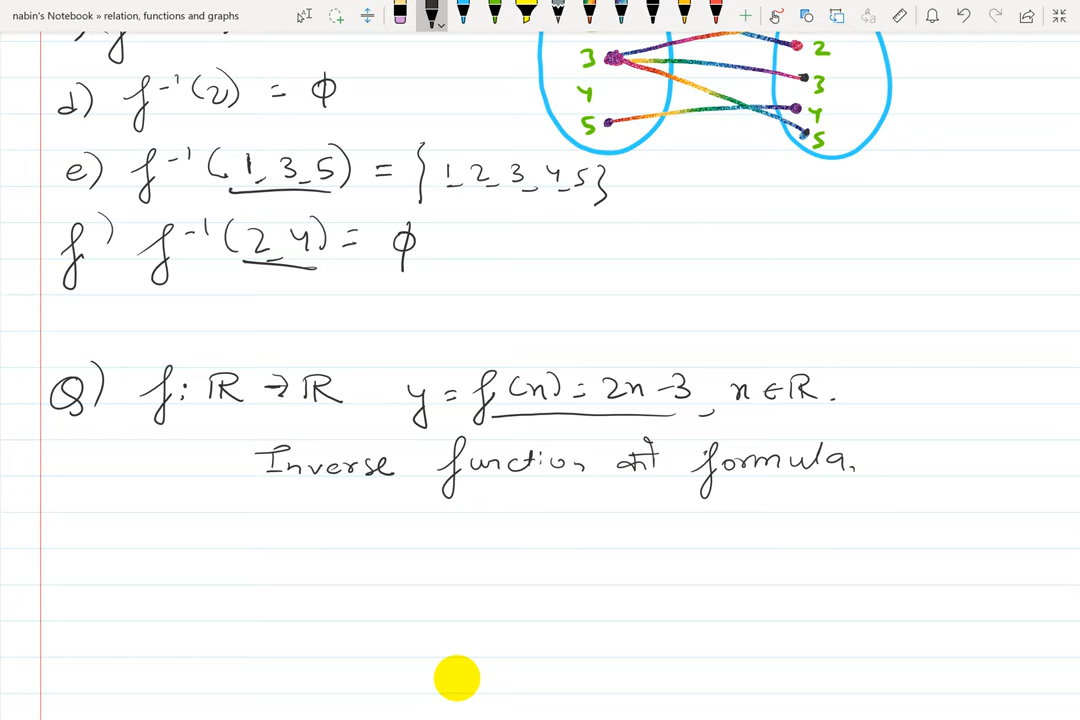 nabin's Notebook » relation, functions and graphs
3 2
4 3
5 4
5
d) f⁻¹(2) = ϕ
e) f⁻¹(1, 3, 5) = {1, 2, 3, 4, 5}
f) f⁻¹(2, 4) = ϕ
Q) f: ℝ → ℝ y = f(x) = 2x - 3, x ∈ ℝ.
Inverse function formula.